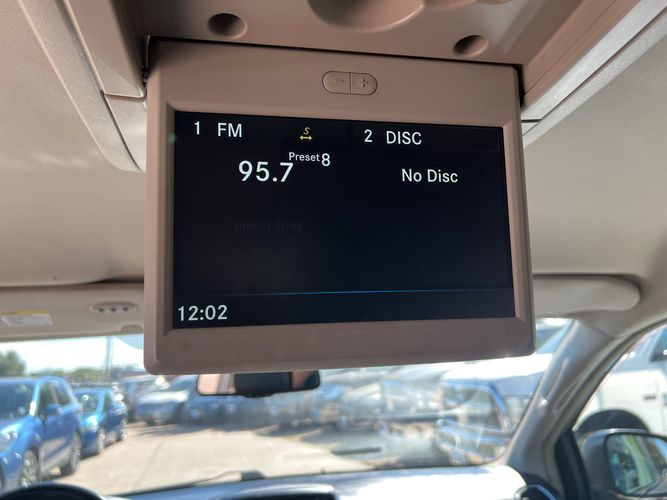 1 FM S 2 DISC
Preset 8
95.7 No Disc
DIRECT TUNE
12:02